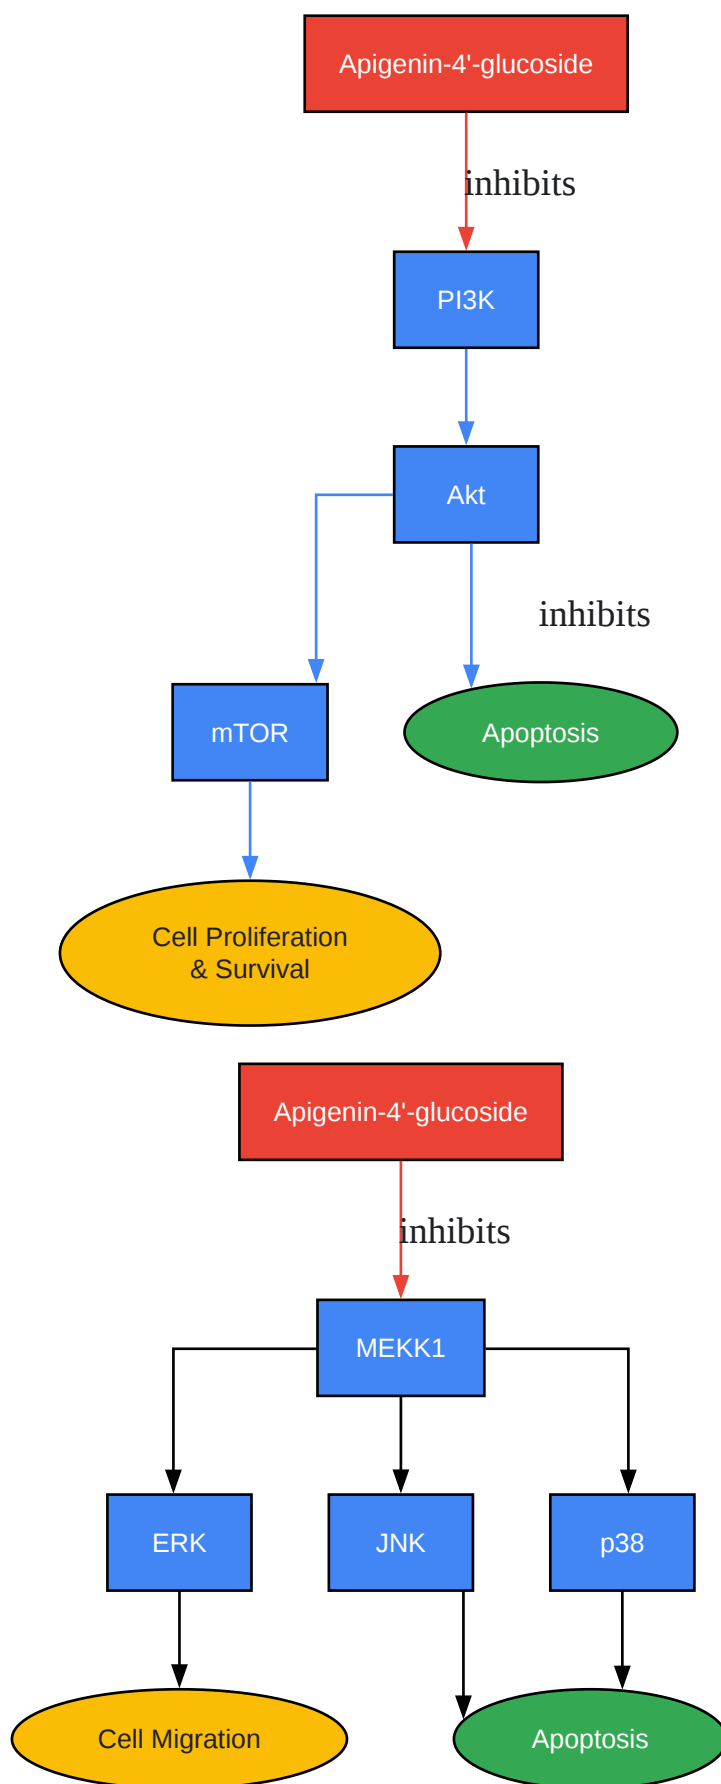 Apigenin-4'-glucoside
inhibits
PI3K
Akt
inhibits
mTOR
Apoptosis
Cell Proliferation
& Survival
Apigenin-4'-glucoside
inhibits
MEKK1
ERK
JNK
p38
Cell Migration
Apoptosis